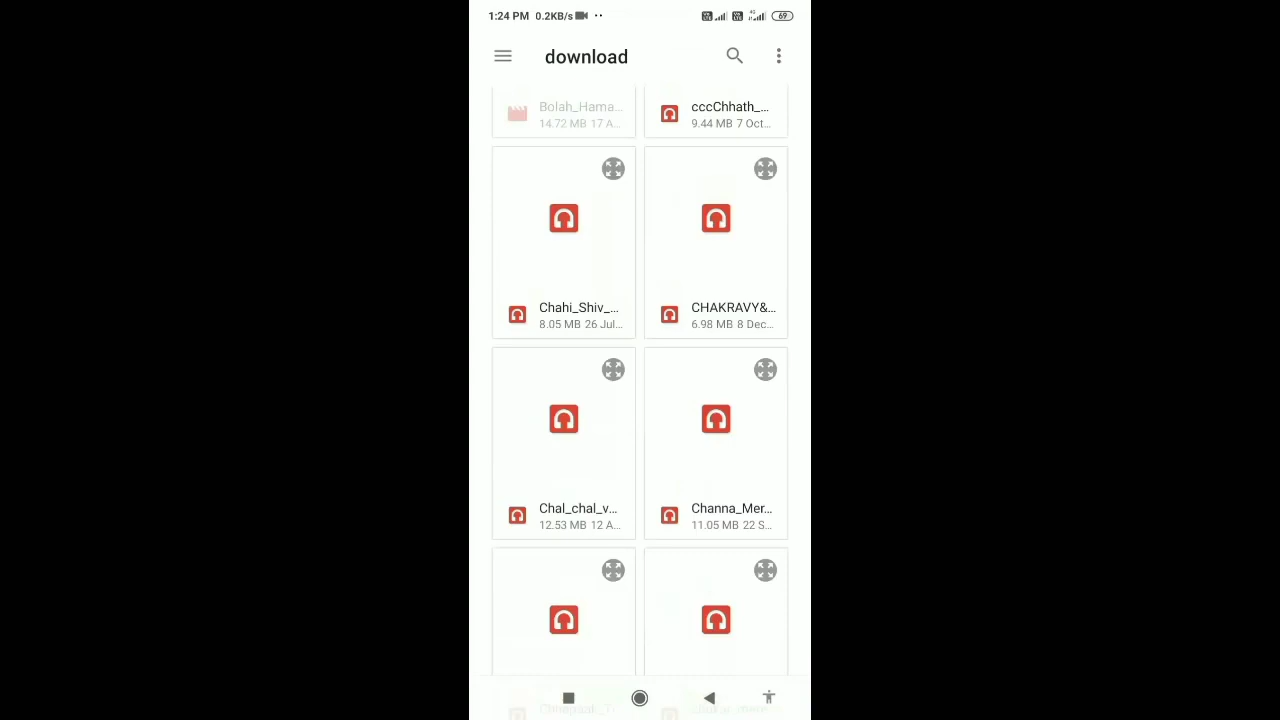 1:24 PM 0.2KB/s
69
download
Bolah_Hama...
14.72 MB 17 A...
cccChhath_...
9.44 MB 7 Oct...
Chahi_Shiv_...
8.05 MB 26 Jul...
CHAKRAVY&...
6.98 MB 8 Dec...
Chal_chal_v...
12.53 MB 12 A...
Channa_Mer...
11.05 MB 22 S...